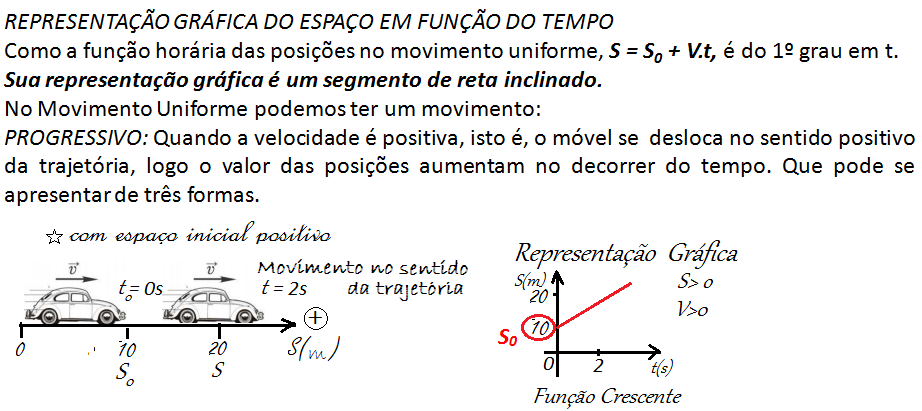 REPRESENTAÇÃO GRÁFICA DO ESPAÇO EM FUNÇÃO DO TEMPO
Como a função horária das posições no movimento uniforme, S = S₀ + V.t, é do 1º grau em t.
Sua representação gráfica é um segmento de reta inclinado.
No Movimento Uniforme podemos ter um movimento:
PROGRESSIVO: Quando a velocidade é positiva, isto é, o móvel se desloca no sentido positivo
da trajetória, logo o valor das posições aumentam no decorrer do tempo. Que pode se
apresentar de três formas.
☆ com espaço inicial positivo
v
t₀ = 0s
v
t = 2s
Movimento no sentido
da trajetória
+
0
10
20
S(m)
S₀
S
Representação Gráfica
S(m)
S > 0
V>0
20
10
S₀
0
2
t(s)
Função Crescente